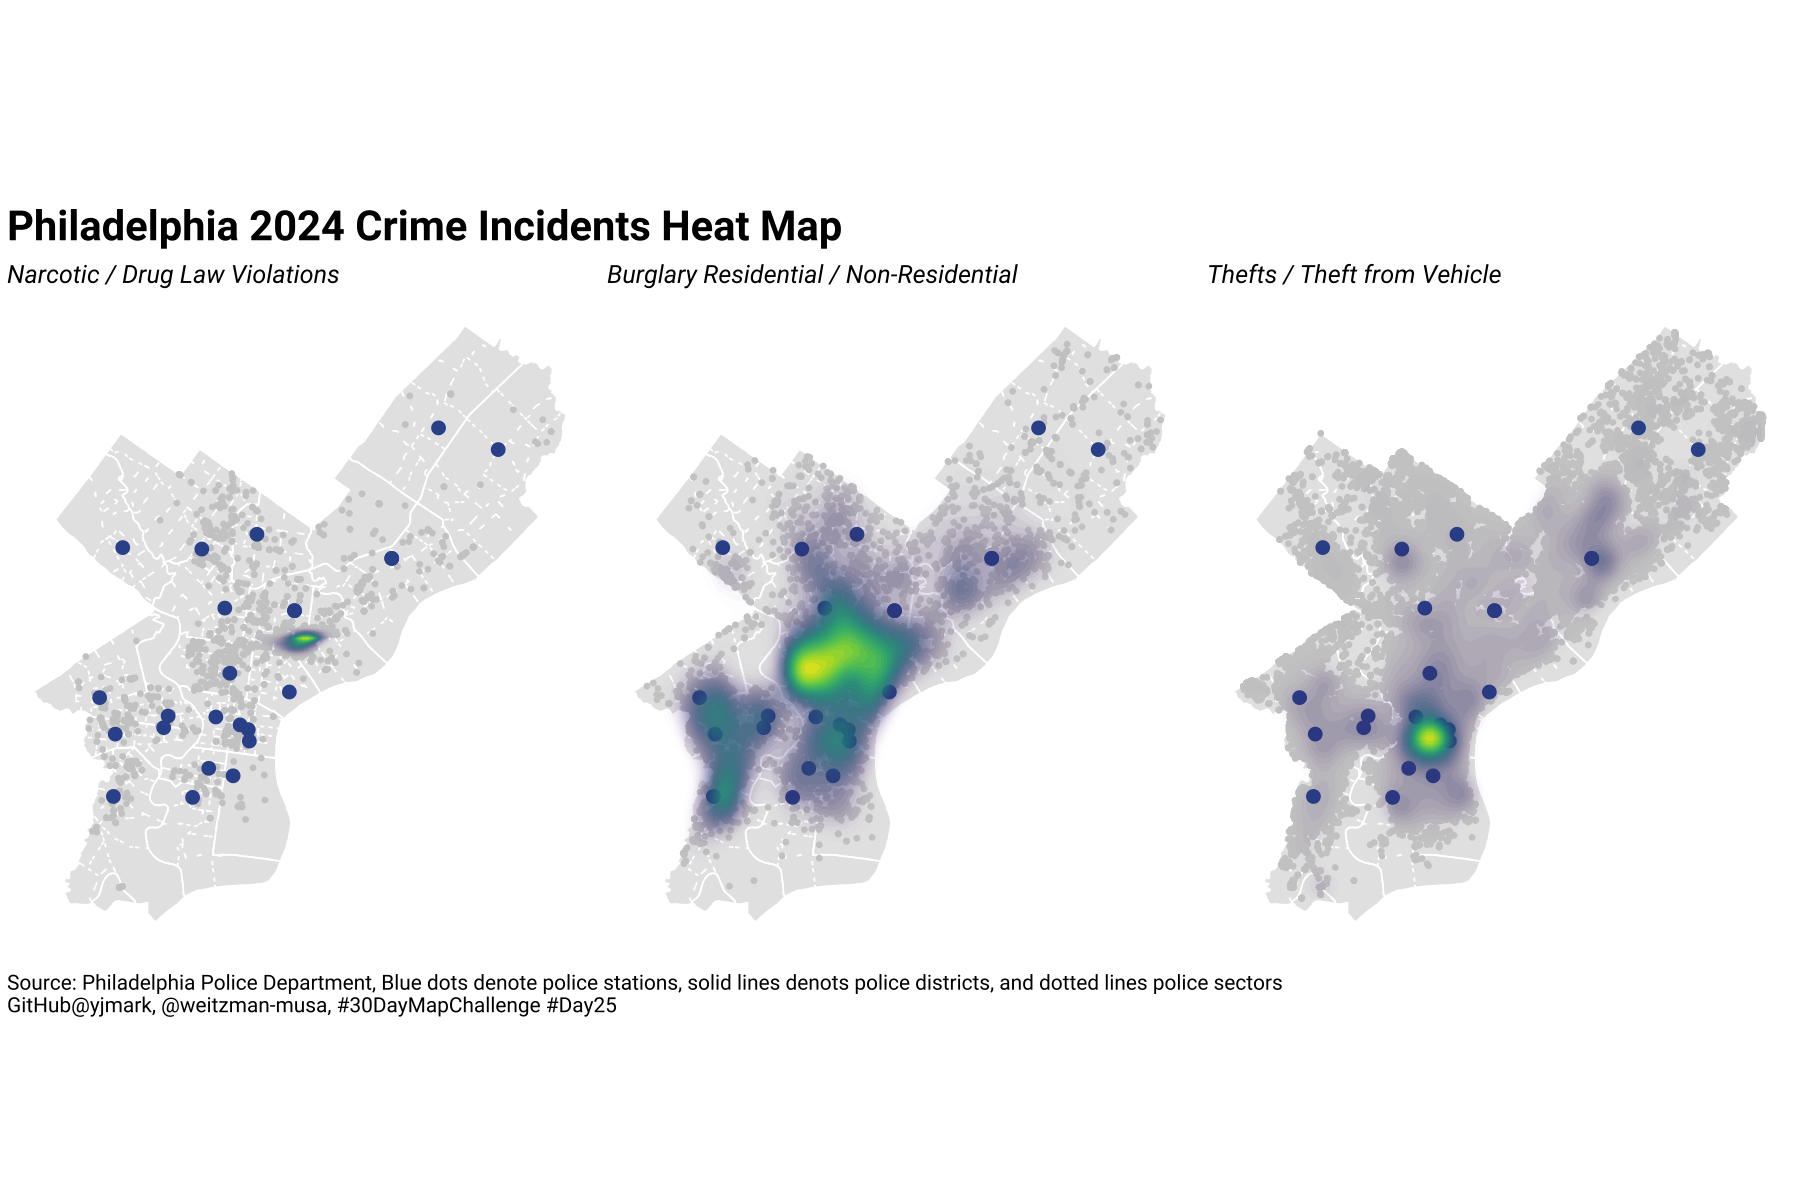 Philadelphia 2024 Crime Incidents Heat Map
Narcotic / Drug Law Violations
Burglary Residential / Non-Residential
Thefts / Theft from Vehicle
Source: Philadelphia Police Department, Blue dots denote police stations, solid lines denots police districts, and dotted lines police sectors
GitHub@yjmark, @weitzman-musa, #30DayMapChallenge #Day25